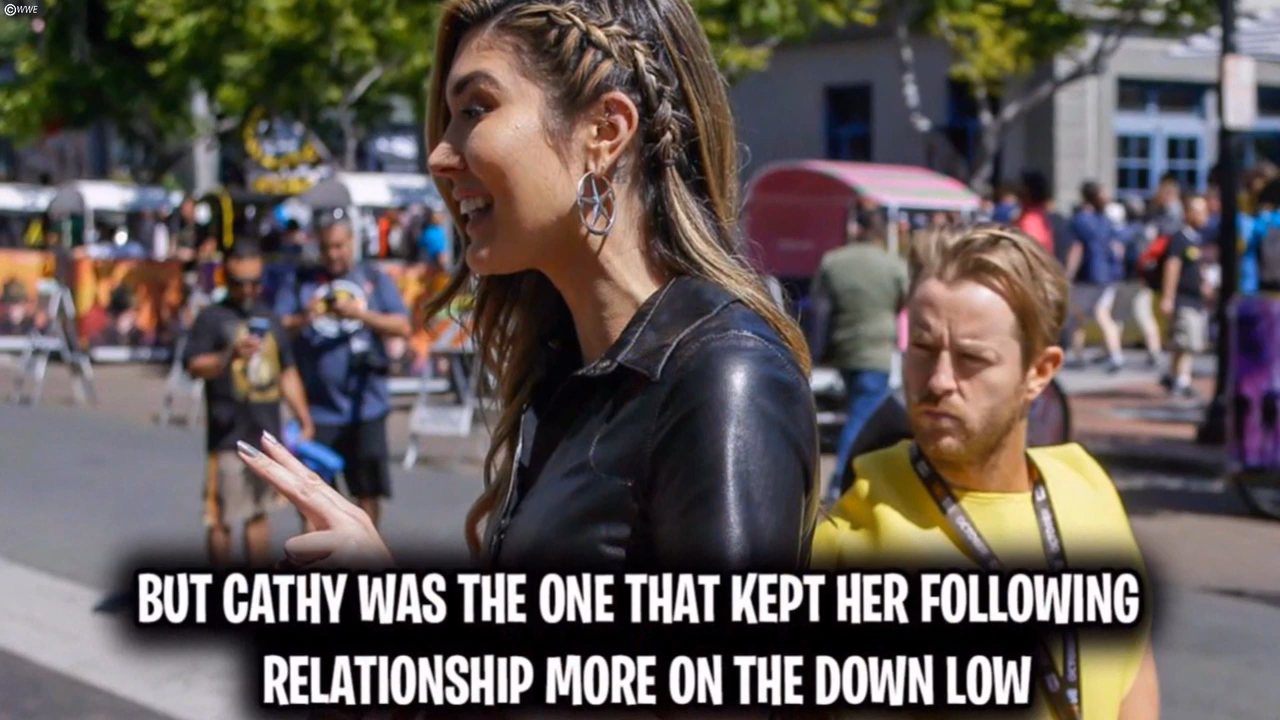 ©WWE
BUT CATHY WAS THE ONE THAT KEPT HER FOLLOWING
RELATIONSHIP MORE ON THE DOWN LOW